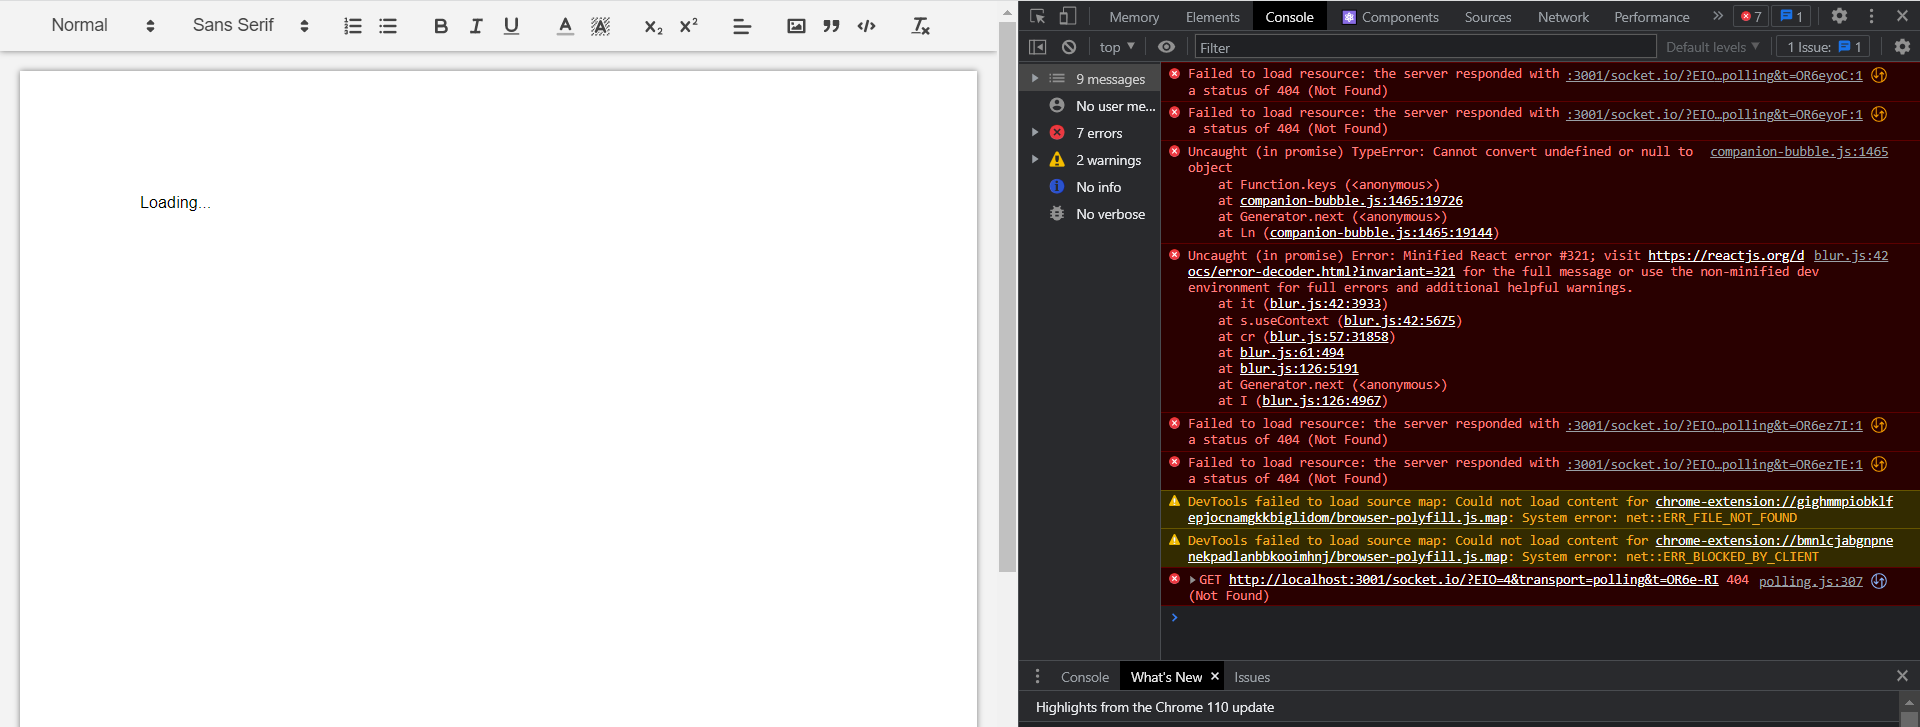 Normal Sans Serif B I U A A X₂ X² </> Tx
Loading...
Memory Elements Console Components Sources Network Performance » 7 1
top Filter Default levels 1 Issue: 1
9 messages
No user me...
7 errors
2 warnings
No info
No verbose
Failed to load resource: the server responded with :3001/socket.io/?EIO…polling&t=OR6eyoC:1
a status of 404 (Not Found)
Failed to load resource: the server responded with :3001/socket.io/?EIO…polling&t=OR6eyoF:1
a status of 404 (Not Found)
Uncaught (in promise) TypeError: Cannot convert undefined or null to companion-bubble.js:1465
object
at Function.keys (<anonymous>)
at companion-bubble.js:1465:19726
at Generator.next (<anonymous>)
at Ln (companion-bubble.js:1465:19144)
Uncaught (in promise) Error: Minified React error #321; visit https://reactjs.org/d blur.js:42
ocs/error-decoder.html?invariant=321 for the full message or use the non-minified dev
environment for full errors and additional helpful warnings.
at it (blur.js:42:3933)
at s.useContext (blur.js:42:5675)
at cr (blur.js:57:31858)
at blur.js:61:494
at blur.js:126:5191
at Generator.next (<anonymous>)
at I (blur.js:126:4967)
Failed to load resource: the server responded with :3001/socket.io/?EIO…polling&t=OR6ez7I:1
a status of 404 (Not Found)
Failed to load resource: the server responded with :3001/socket.io/?EIO…polling&t=OR6ezTE:1
a status of 404 (Not Found)
DevTools failed to load source map: Could not load content for chrome-extension://gighmmpiobklf
epjocnamgkkbiglidom/browser-polyfill.js.map: System error: net::ERR_FILE_NOT_FOUND
DevTools failed to load source map: Could not load content for chrome-extension://bmnlcjabgnpne
nekpadlanbbkooimhnj/browser-polyfill.js.map: System error: net::ERR_BLOCKED_BY_CLIENT
GET http://localhost:3001/socket.io/?EIO=4&transport=polling&t=OR6e-RI 404 polling.js:307
(Not Found)
Console What's New × Issues
Highlights from the Chrome 110 update